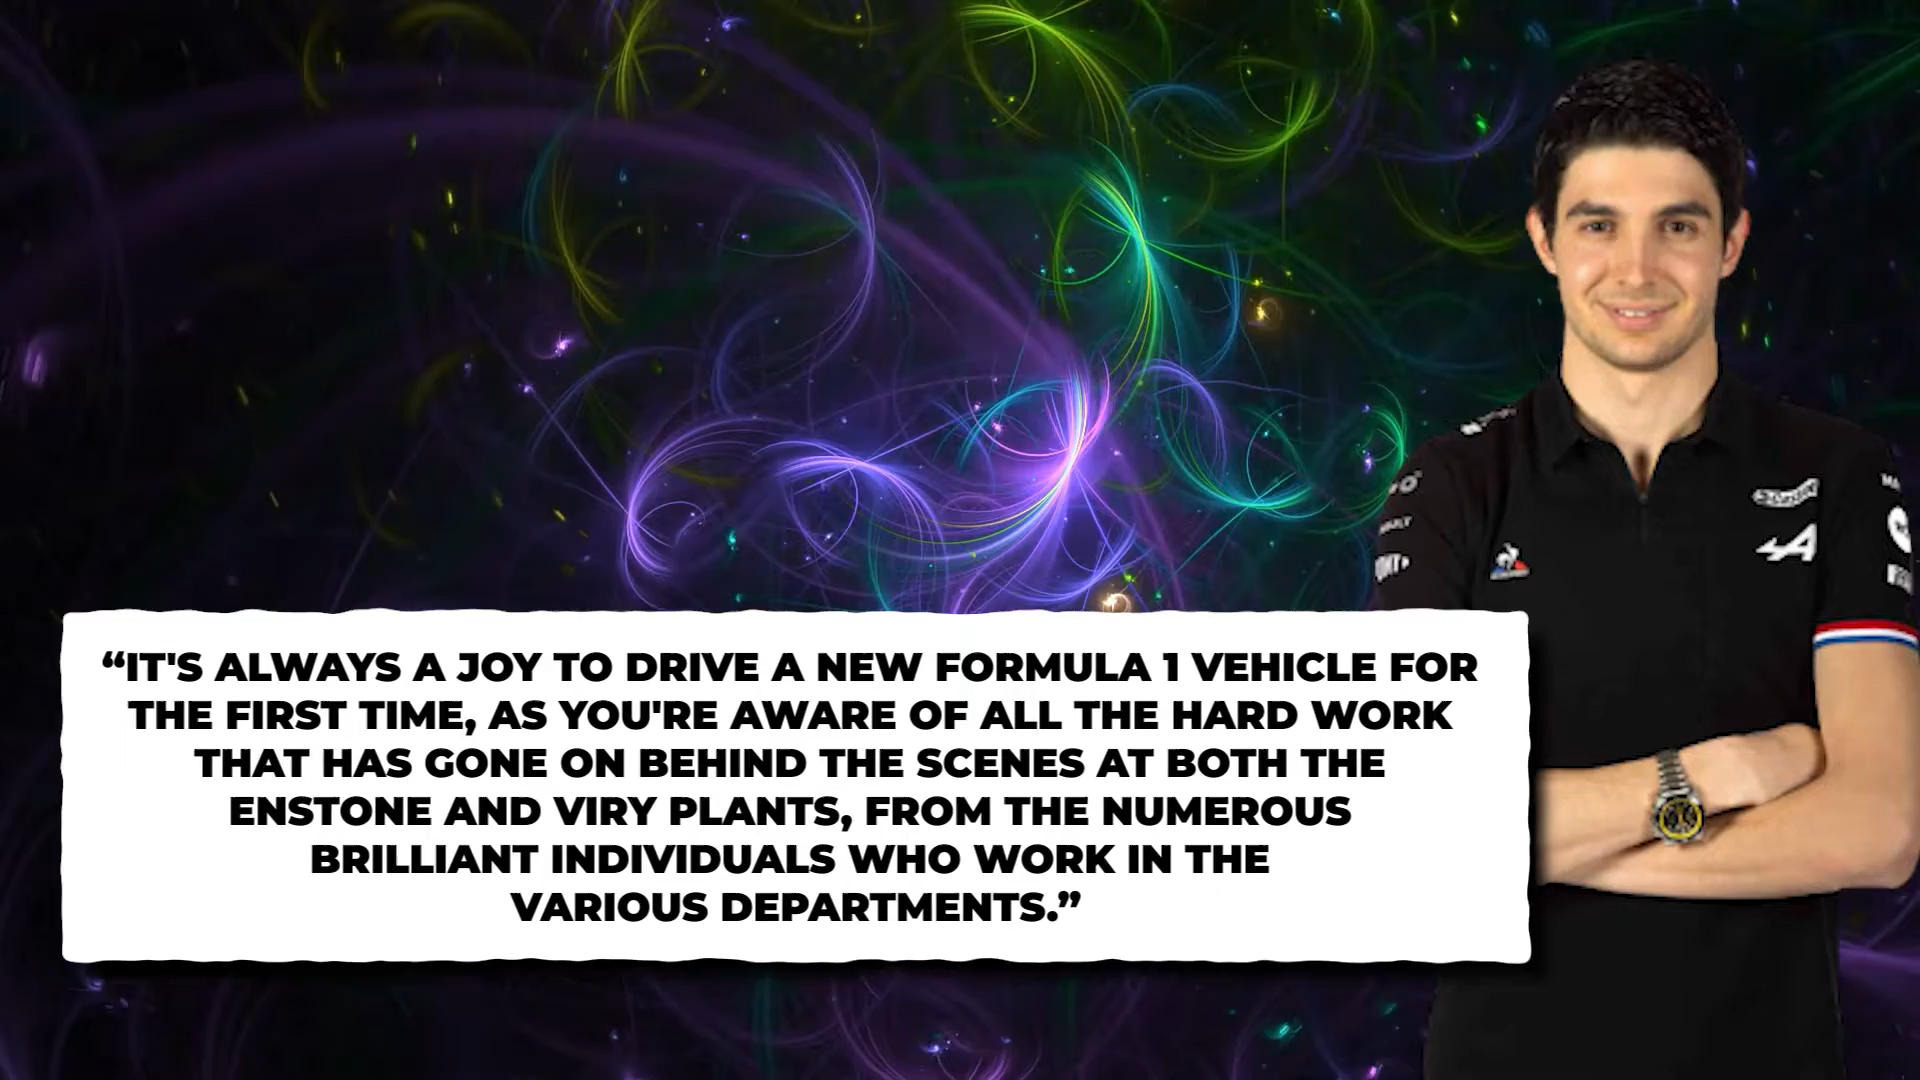 “IT'S ALWAYS A JOY TO DRIVE A NEW FORMULA 1 VEHICLE FOR
THE FIRST TIME, AS YOU'RE AWARE OF ALL THE HARD WORK
THAT HAS GONE ON BEHIND THE SCENES AT BOTH THE
ENSTONE AND VIRY PLANTS, FROM THE NUMEROUS
BRILLIANT INDIVIDUALS WHO WORK IN THE
VARIOUS DEPARTMENTS.”
Castrol